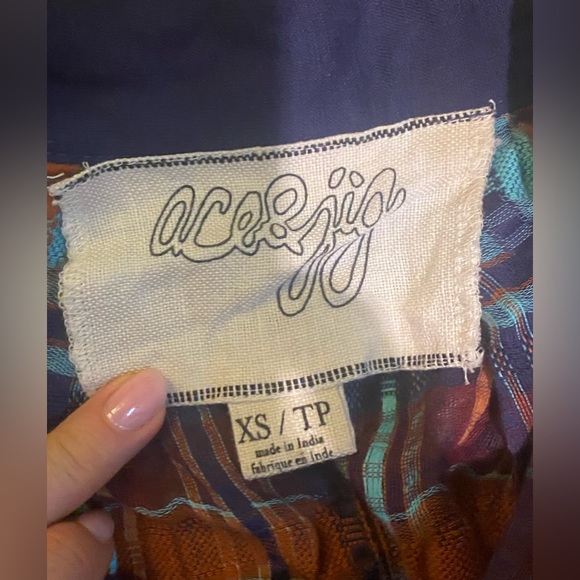 ace&jig
XS / TP
made in India
fabriqué en Inde